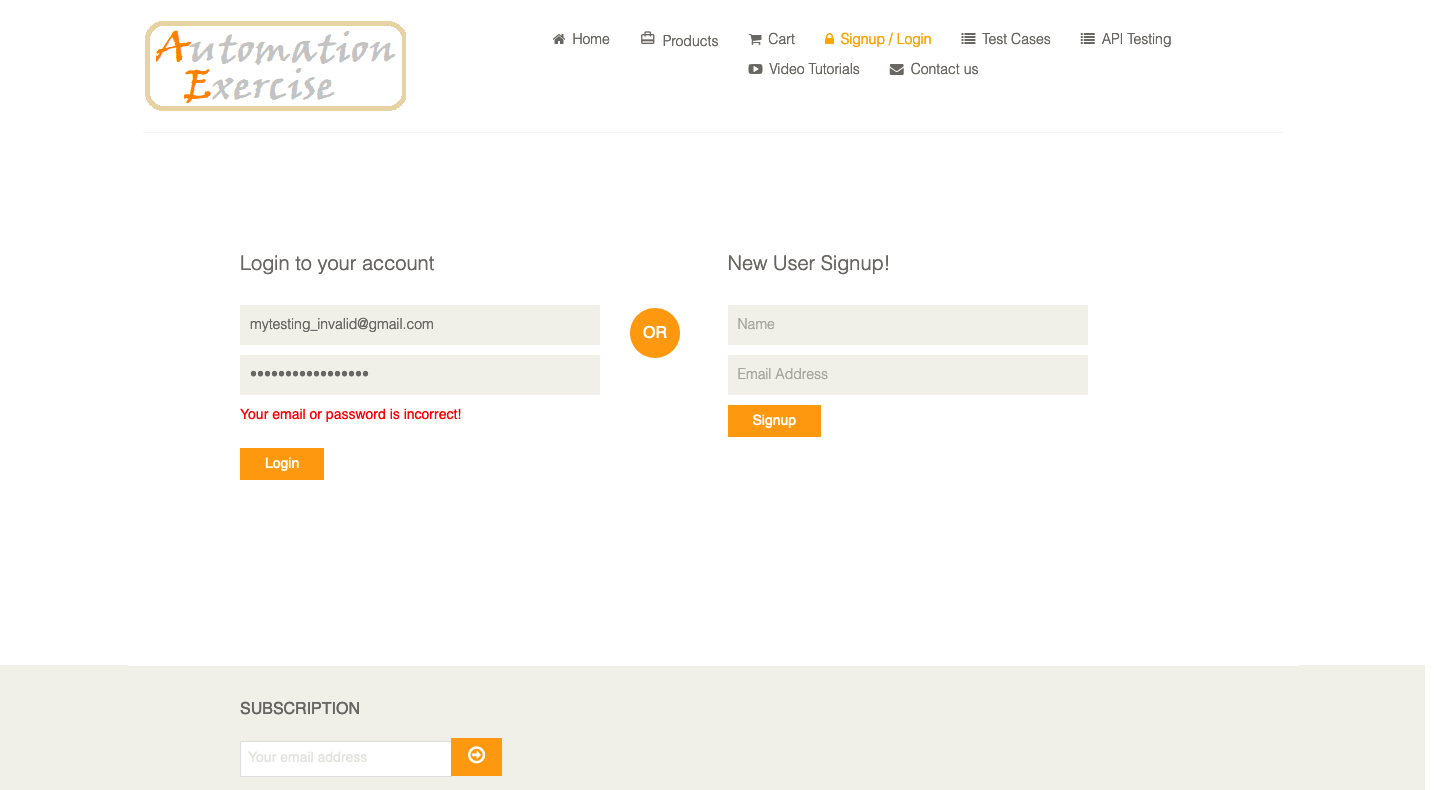 Automation
Exercise
Home Products Cart Signup / Login Test Cases API Testing
Video Tutorials Contact us
Login to your account
mytesting_invalid@gmail.com
•••••••••••••••••
Your email or password is incorrect!
Login
OR
New User Signup!
Name
Email Address
Signup
SUBSCRIPTION
Your email address